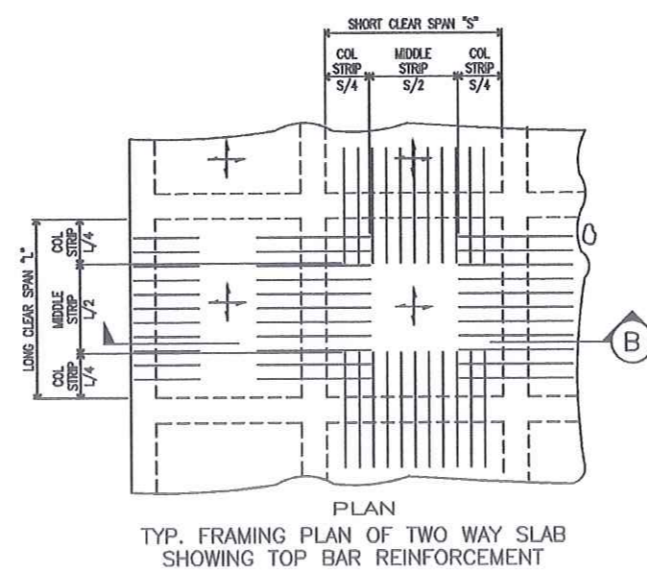 SHORT CLEAR SPAN "S"
COL
STRIP
S/4
MIDDLE
STRIP
S/2
COL
STRIP
S/4
LONG CLEAR SPAN "L"
COL
STRIP
L/4
MIDDLE
STRIP
L/2
COL
STRIP
L/4
B
PLAN
TYP. FRAMING PLAN OF TWO WAY SLAB
SHOWING TOP BAR REINFORCEMENT